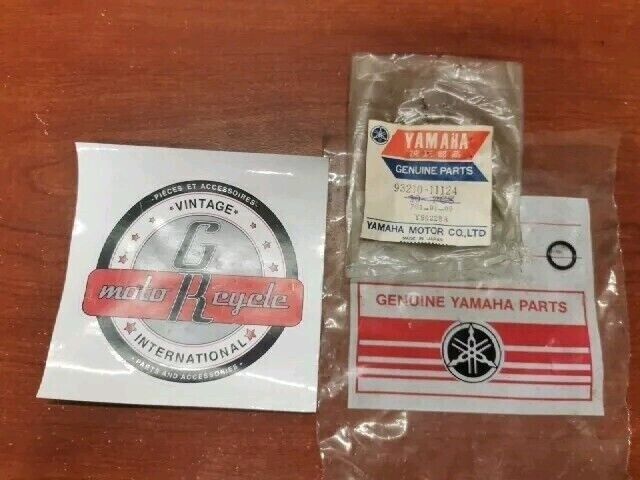 • PIÈCES ET ACCESSOIRES •
VINTAGE
G
moto K cycle
INTERNATIONAL
• PARTS AND ACCESSORIES •
YAMAHA
GENUINE PARTS
93210-11124
YAMAHA MOTOR CO.,LTD
MADE IN JAPAN
GENUINE YAMAHA PARTS